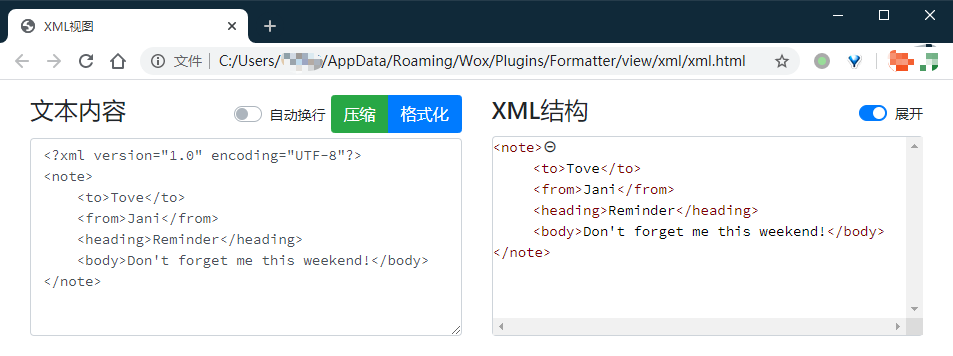 XML视图
文件 | C:/Users/ /AppData/Roaming/Wox/Plugins/Formatter/view/xml/xml.html
文本内容
自动换行
压缩
格式化
<?xml version="1.0" encoding="UTF-8"?>
<note>
    <to>Tove</to>
    <from>Jani</from>
    <heading>Reminder</heading>
    <body>Don't forget me this weekend!</body>
</note>
XML结构
展开
<note>
    <to>Tove</to>
    <from>Jani</from>
    <heading>Reminder</heading>
    <body>Don't forget me this weekend!</body>
</note>